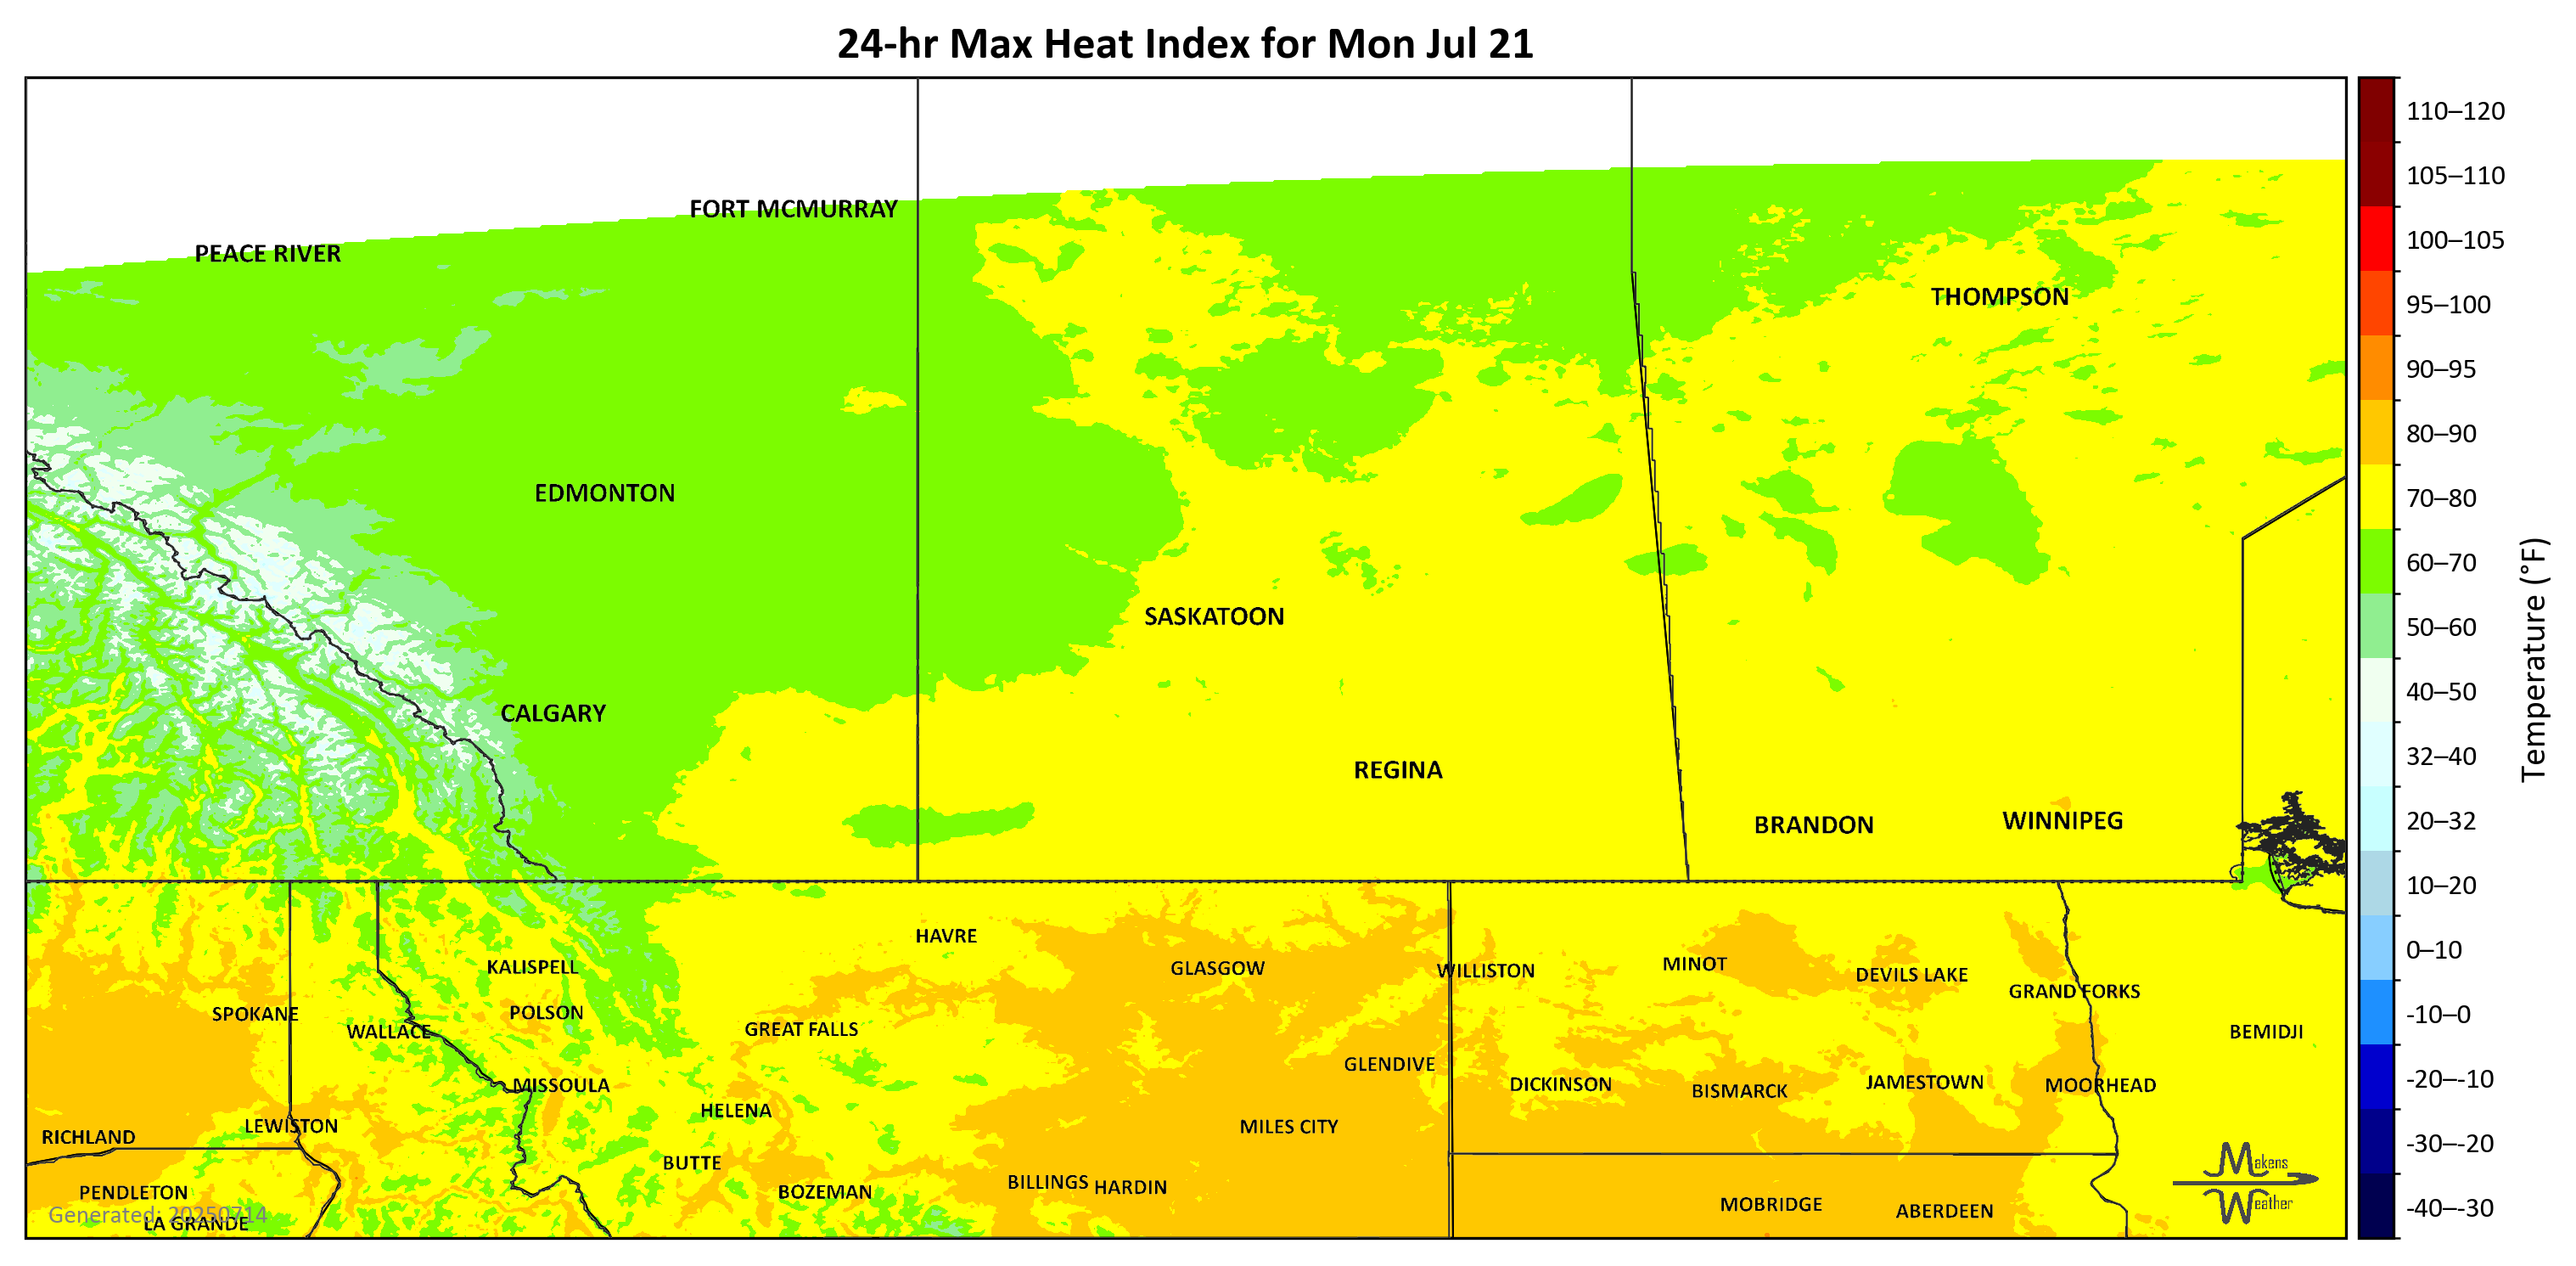 24-hr Max Heat Index for Mon Jul 21
FORT MCMURRAY
PEACE RIVER
THOMPSON
EDMONTON
SASKATOON
CALGARY
REGINA
BRANDON
WINNIPEG
HAVRE
KALISPELL
GLASGOW
WILLISTON
MINOT
DEVILS LAKE
GRAND FORKS
SPOKANE
POLSON
WALLACE
GREAT FALLS
BEMIDJI
GLENDIVE
MISSOULA
DICKINSON
BISMARCK
JAMESTOWN
MOORHEAD
HELENA
LEWISTON
MILES CITY
RICHLAND
BUTTE
PENDLETON
BOZEMAN
BILLINGS
HARDIN
MOBRIDGE
ABERDEEN
Generated: 20250714
LA GRANDE
Makens
Weather
110–120
105–110
100–105
95–100
90–95
80–90
70–80
60–70
50–60
40–50
32–40
20–32
10–20
0–10
-10–0
-20–-10
-30–-20
-40–-30
Temperature (°F)